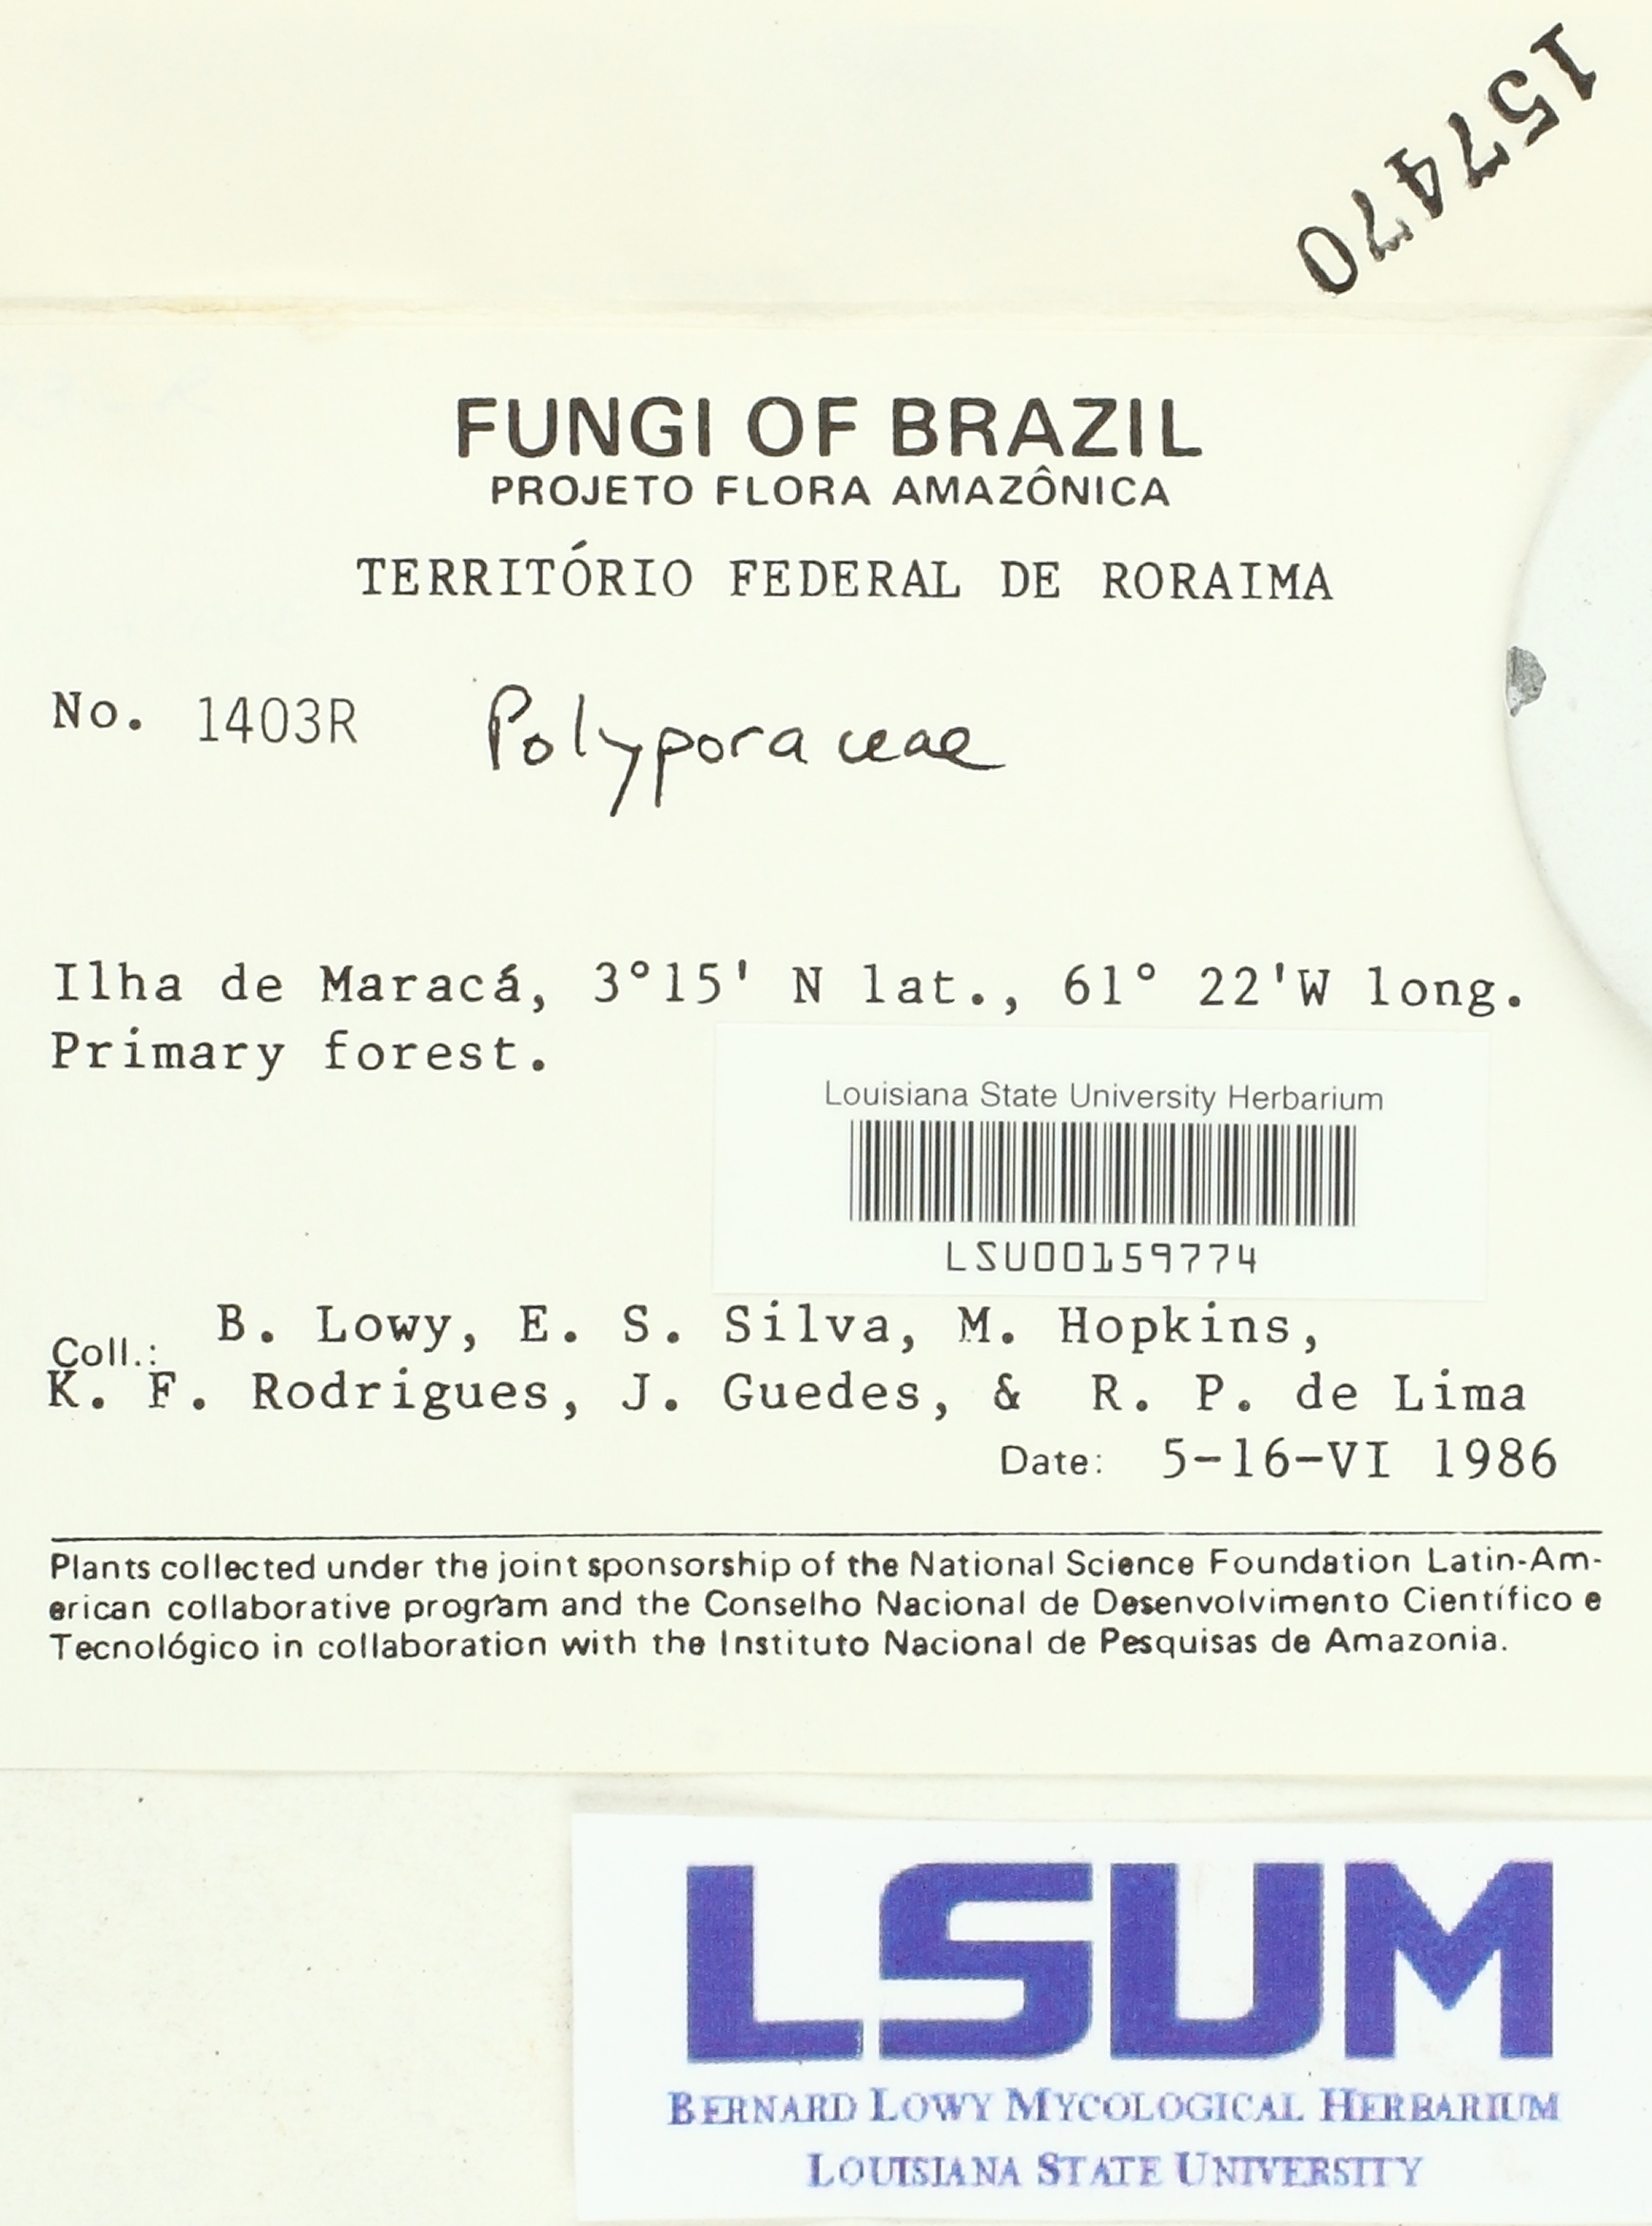 157470
FUNGI OF BRAZIL
PROJETO FLORA AMAZÔNICA
TERRITÓRIO FEDERAL DE RORAIMA
No. 1403R Polyporaceae
Ilha de Maracá, 3°15' N lat., 61° 22'W long.
Primary forest.
Louisiana State University Herbarium
LSU00159774
Coll.: B. Lowy, E. S. Silva, M. Hopkins,
K. F. Rodrigues, J. Guedes, & R. P. de Lima
Date: 5-16-VI 1986
Plants collected under the joint sponsorship of the National Science Foundation Latin-Am-
erican collaborative program and the Conselho Nacional de Desenvolvimento Científico e
Tecnológico in collaboration with the Instituto Nacional de Pesquisas de Amazonia.
LSUM
BERNARD LOWY MYCOLOGICAL HERBARIUM
LOUISIANA STATE UNIVERSITY